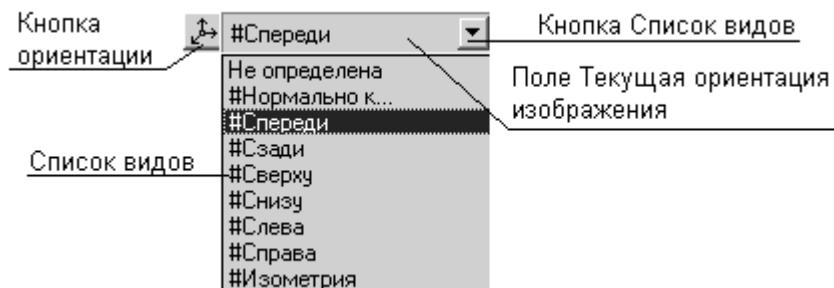 Кнопка
ориентации
#Спереди
Кнопка Список видов
Не определена
#Нормально к...
#Спереди
#Сзади
#Сверху
#Снизу
#Слева
#Справа
#Изометрия
Поле Текущая ориентация
изображения
Список видов